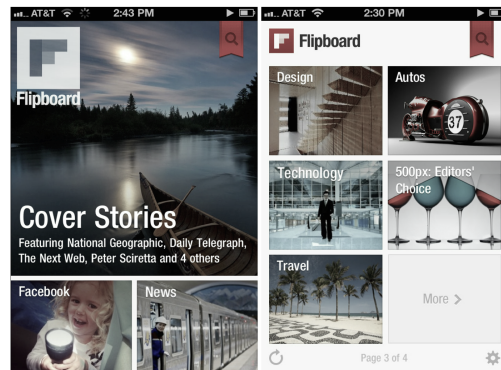 AT&T 2:43 PM
Flipboard
Cover Stories
Featuring National Geographic, Daily Telegraph,
The Next Web, Peter Sciretta and 4 others
Facebook
News
AT&T 2:30 PM
Flipboard
Design
Autos
37
Technology
500px: Editors'
Choice
Travel
More >
Page 3 of 4